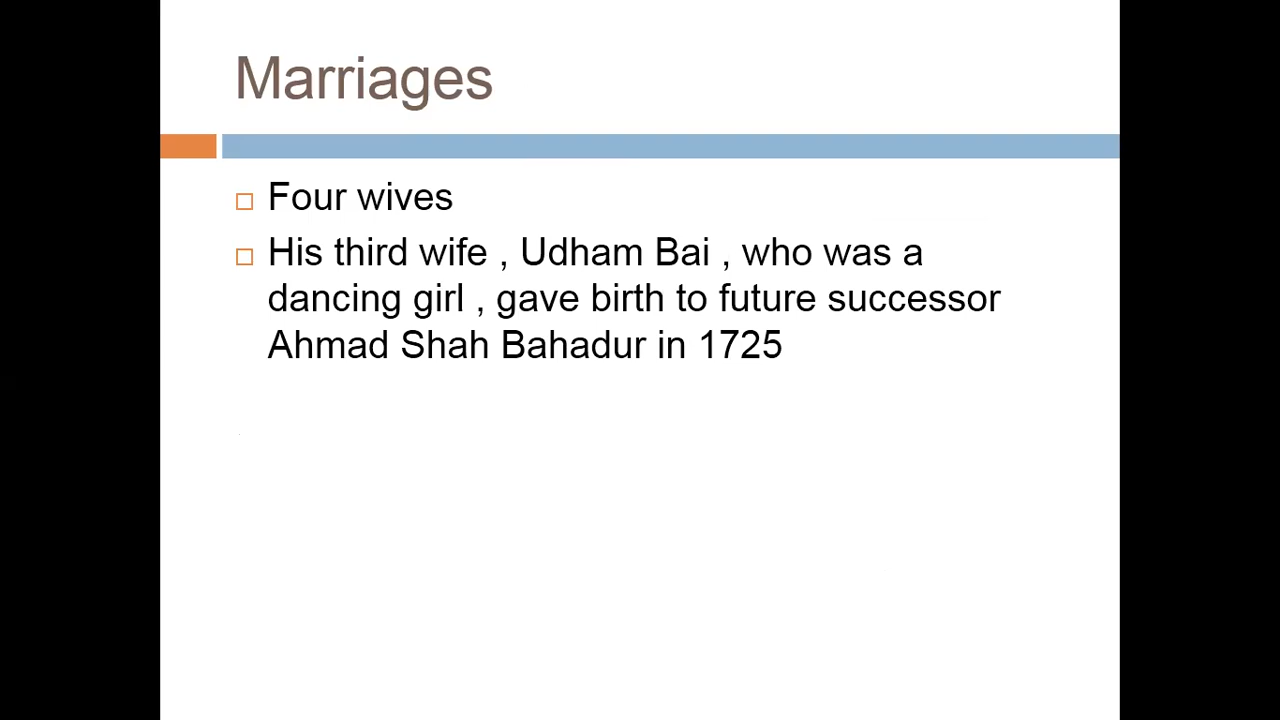 Marriages
Four wives
His third wife , Udham Bai , who was a
dancing girl , gave birth to future successor
Ahmad Shah Bahadur in 1725